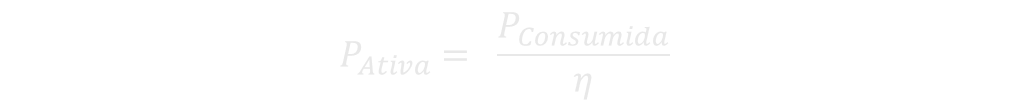 P_Ativa = P_Consumida / η